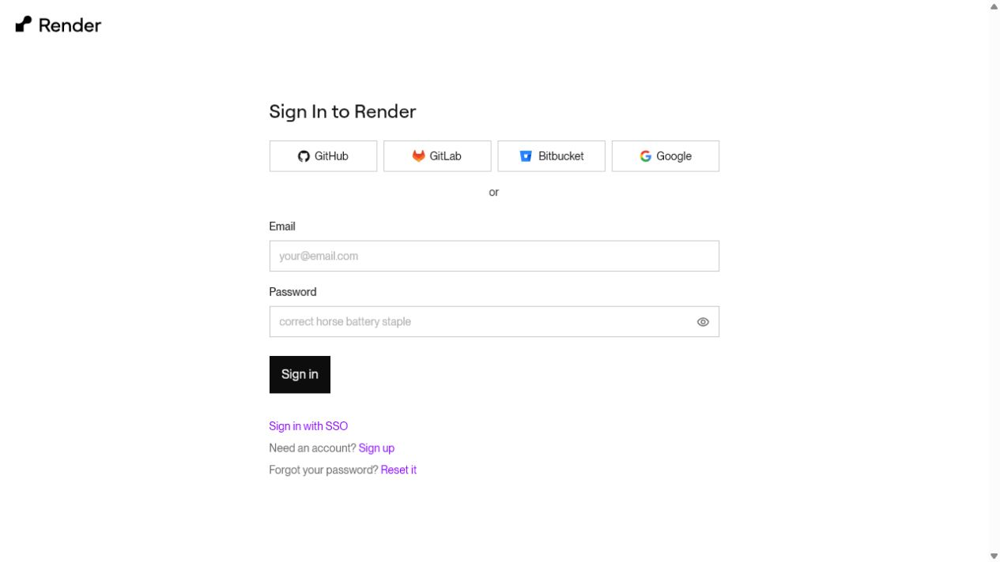 Render
Sign In to Render
GitHub GitLab Bitbucket Google
or
Email
your@email.com
Password
correct horse battery staple
Sign in
Sign in with SSO
Need an account? Sign up
Forgot your password? Reset it